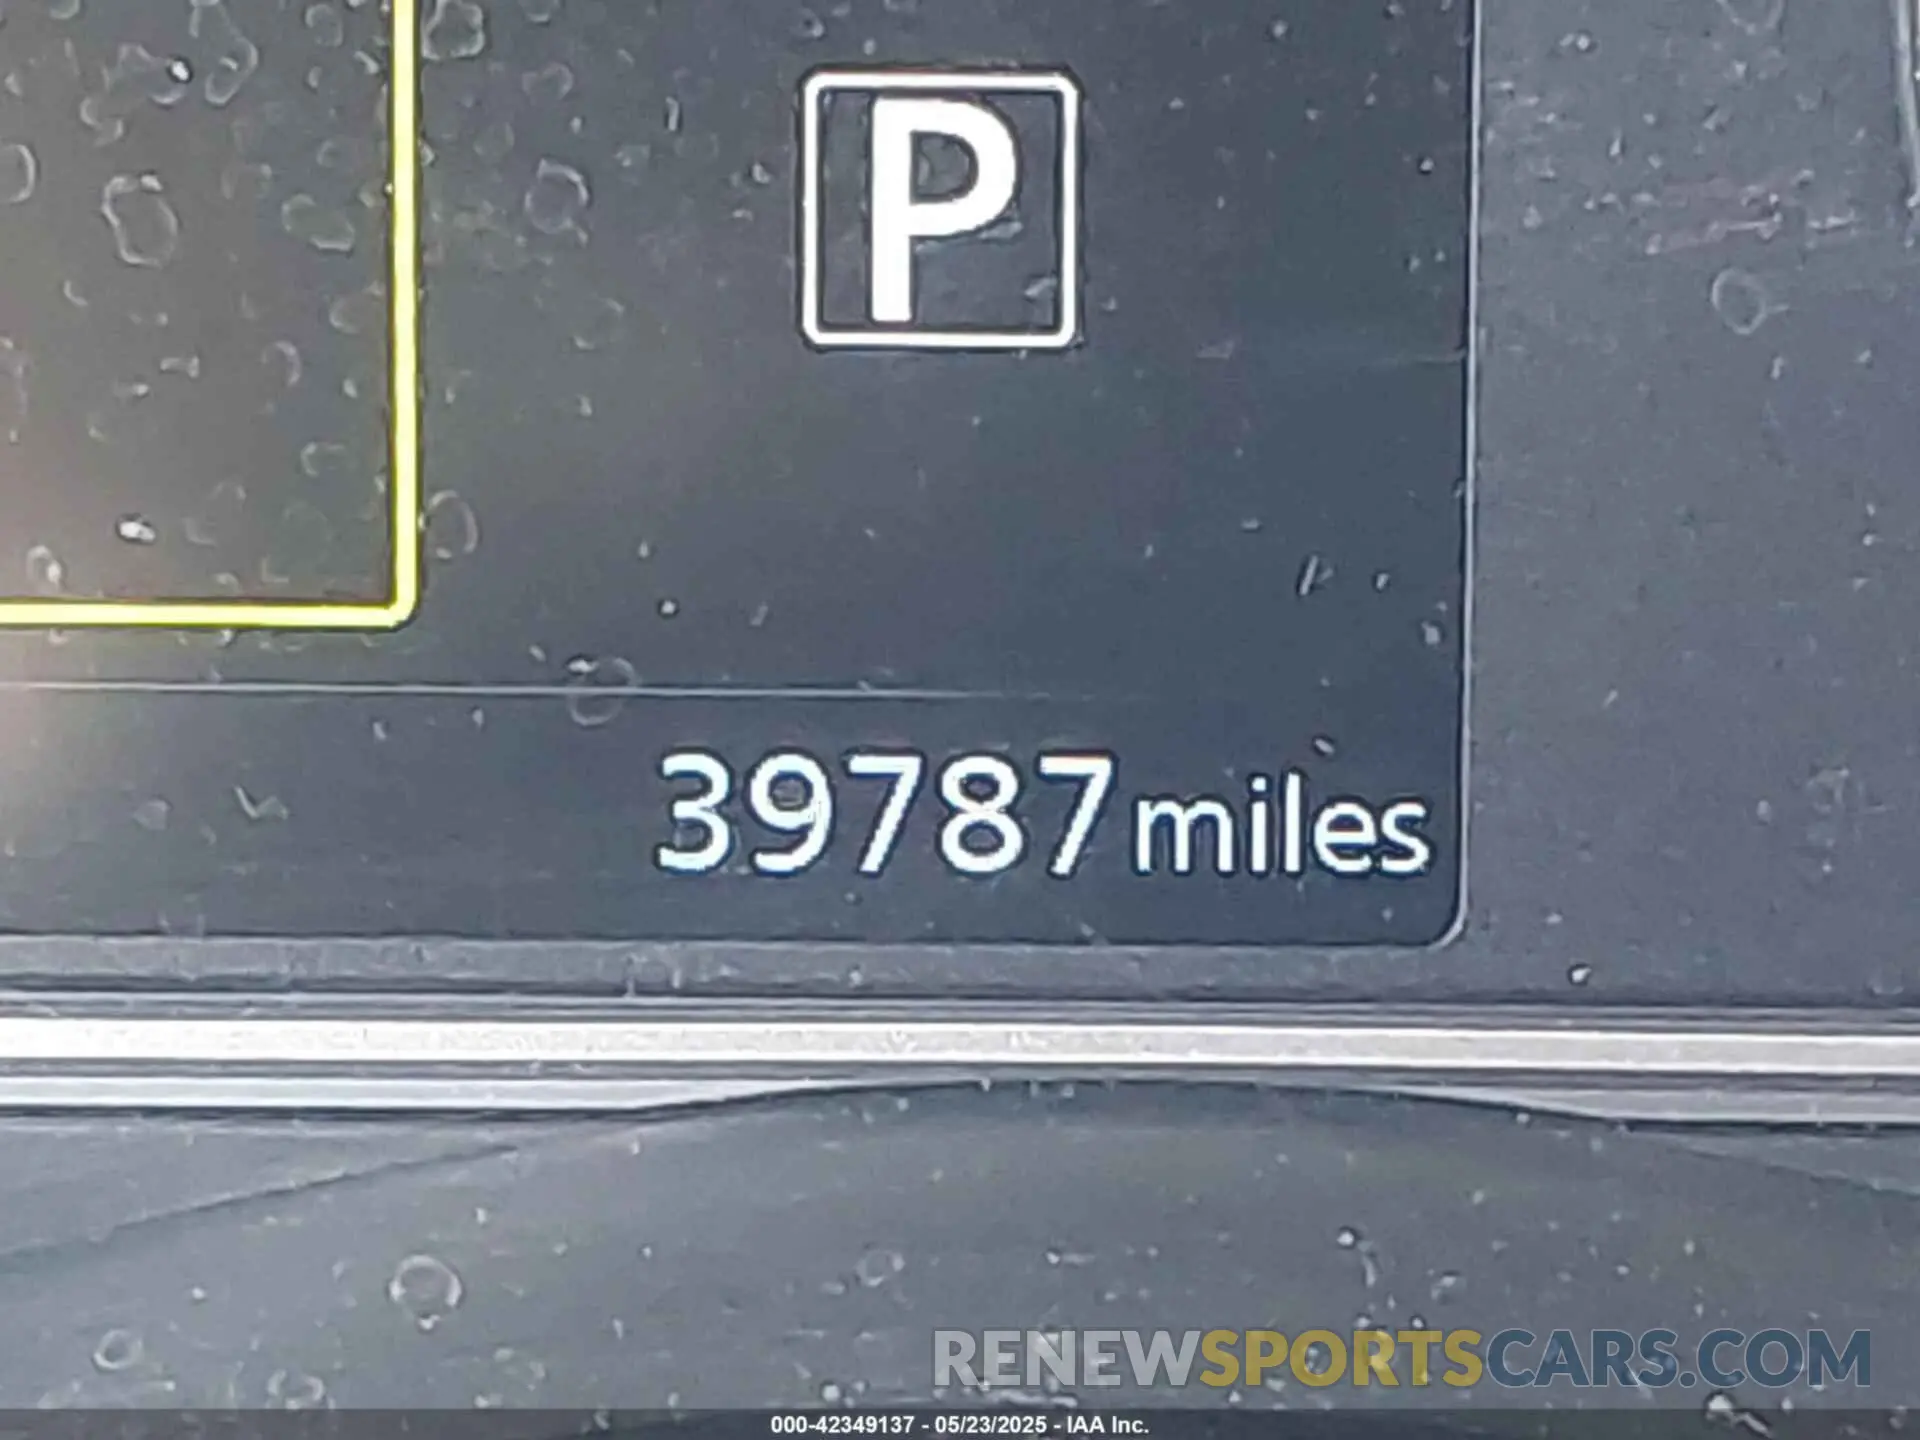 P
39787 miles
RENEWSPORTSCARS.COM
000-42349137 - 05/23/2025 - IAA Inc.